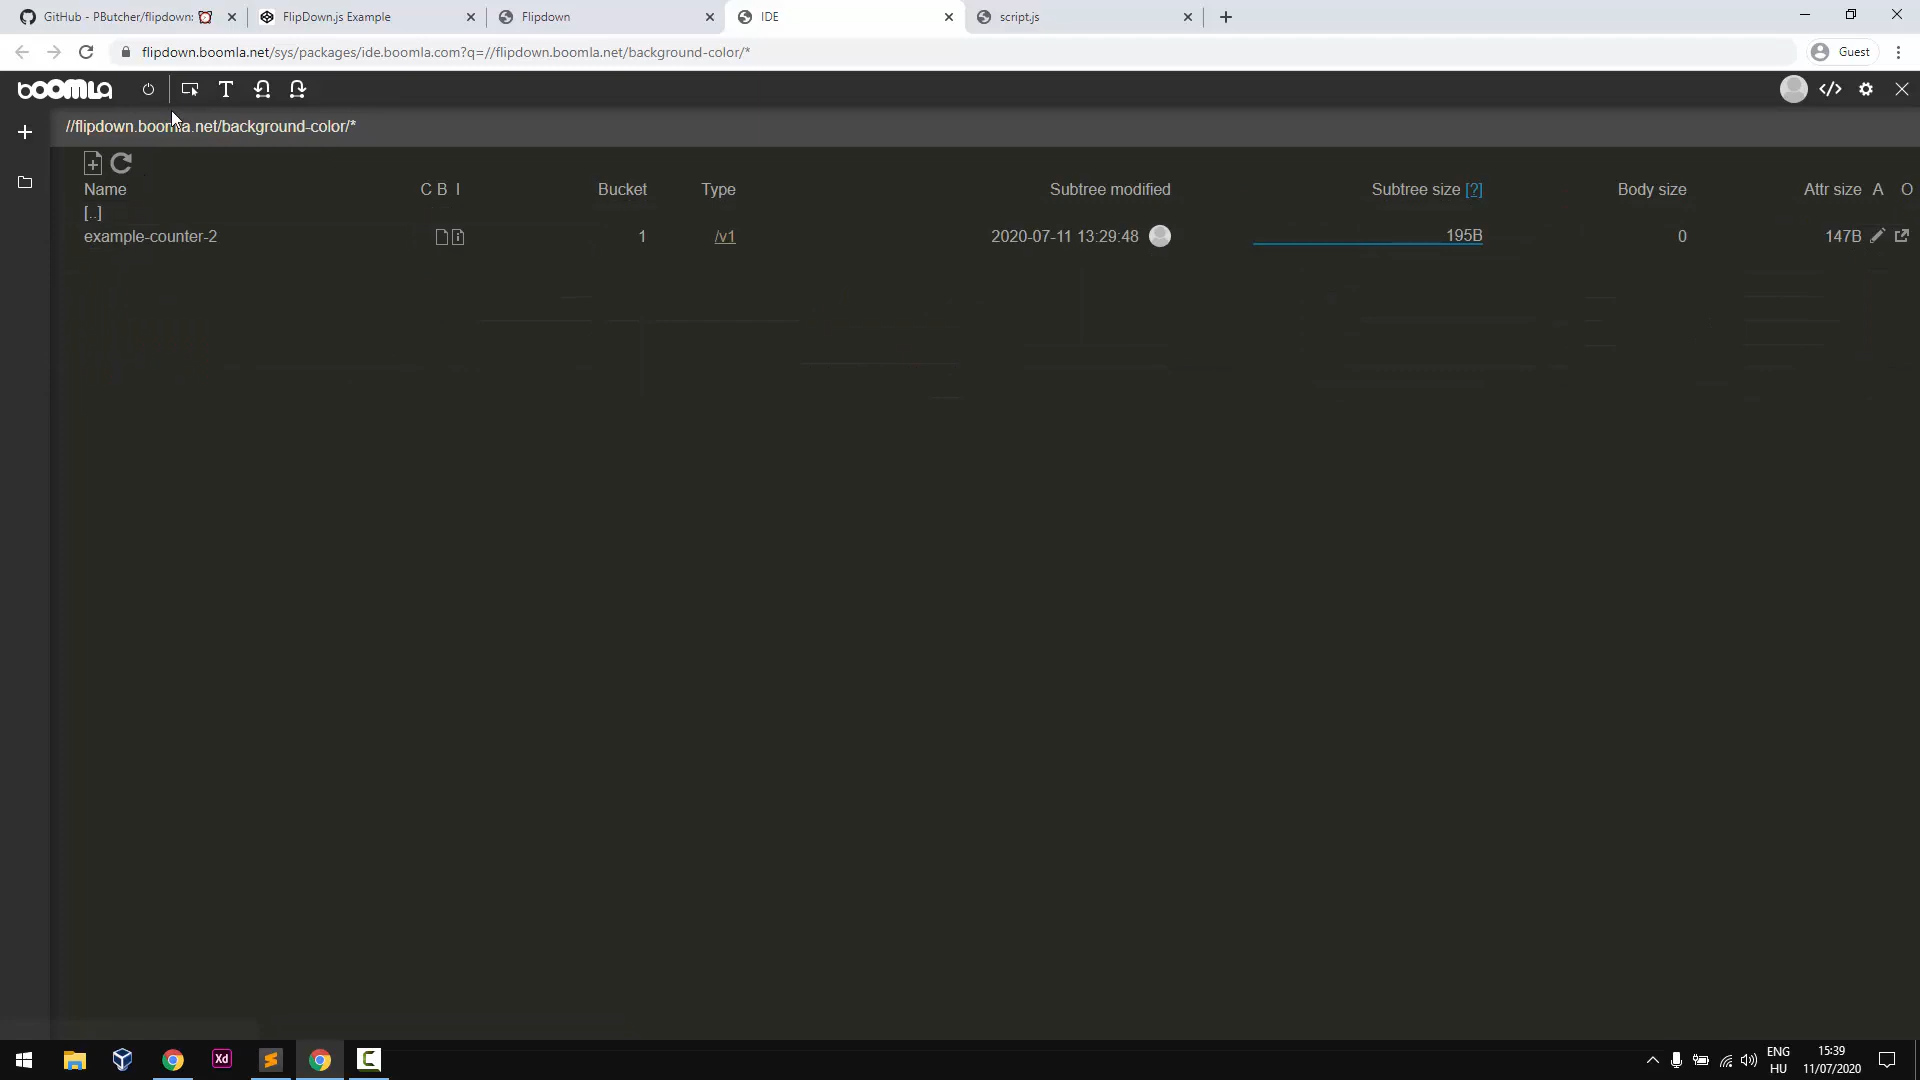 GitHub - PButcher/flipdown: FlipDown.js Example Flipdown IDE script.js
flipdown.boomla.net/sys/packages/ide.boomla.com?q=//flipdown.boomla.net/background-color/* Guest
boomla T </>
//flipdown.boomla.net/background-color/*
Name C B I Bucket Type Subtree modified Subtree size [?] Body size Attr size A O
[..]
example-counter-2 1 /v1 2020-07-11 13:29:48 195B 0 147B
Xd ENG 15:39
HU 11/07/2020